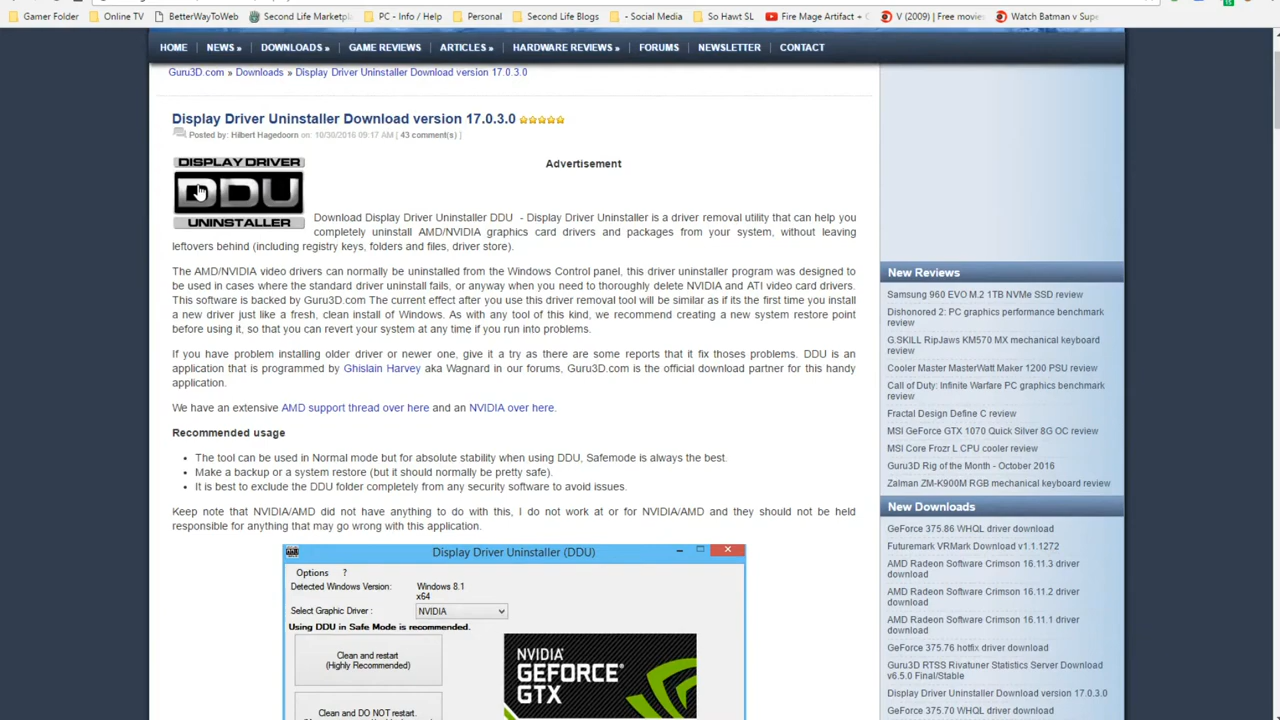 Gamer Folder Online TV BetterWayToWeb Second Life Marketpl PC - Info / Help Personal Second Life Blogs - Social Media So Hawt SL Fire Mage Artifact + C V (2009) | Free movies Watch Batman v Supe
HOME NEWS » DOWNLOADS » GAME REVIEWS ARTICLES » HARDWARE REVIEWS » FORUMS NEWSLETTER CONTACT
Guru3D.com » Downloads » Display Driver Uninstaller Download version 17.0.3.0
Display Driver Uninstaller Download version 17.0.3.0
Posted by: Hilbert Hagedoorn on: 10/30/2016 09:17 AM [ 43 comment(s) ]
DISPLAY DRIVER
DDU
UNINSTALLER
Advertisement
Download Display Driver Uninstaller DDU - Display Driver Uninstaller is a driver removal utility that can help you
completely uninstall AMD/NVIDIA graphics card drivers and packages from your system, without leaving
leftovers behind (including registry keys, folders and files, driver store).
The AMD/NVIDIA video drivers can normally be uninstalled from the Windows Control panel, this driver uninstaller program was designed to
be used in cases where the standard driver uninstall fails, or anyway when you need to thoroughly delete NVIDIA and ATI video card drivers.
This software is backed by Guru3D.com The current effect after you use this driver removal tool will be similar as if its the first time you install
a new driver just like a fresh, clean install of Windows. As with any tool of this kind, we recommend creating a new system restore point
before using it, so that you can revert your system at any time if you run into problems.
If you have problem installing older driver or newer one, give it a try as there are some reports that it fix thoses problems. DDU is an
application that is programmed by Ghislain Harvey aka Wagnard in our forums, Guru3D.com is the official download partner for this handy
application.
We have an extensive AMD support thread over here and an NVIDIA over here.
Recommended usage
• The tool can be used in Normal mode but for absolute stability when using DDU, Safemode is always the best.
• Make a backup or a system restore (but it should normally be pretty safe).
• It is best to exclude the DDU folder completely from any security software to avoid issues.
Keep note that NVIDIA/AMD did not have anything to do with this, I do not work at or for NVIDIA/AMD and they should not be held
responsible for anything that may go wrong with this application.
Display Driver Uninstaller (DDU)
Options ?
Detected Windows Version: Windows 8.1
x64
Select Graphic Driver : NVIDIA
Using DDU in Safe Mode is recommended.
Clean and restart
(Highly Recommended)
Clean and DO NOT restart.
NVIDIA
GEFORCE
GTX
New Reviews
Samsung 960 EVO M.2 1TB NVMe SSD review
Dishonored 2: PC graphics performance benchmark
review
G.SKILL RipJaws KM570 MX mechanical keyboard
review
Cooler Master MasterWatt Maker 1200 PSU review
Call of Duty: Infinite Warfare PC graphics benchmark
review
Fractal Design Define C review
MSI GeForce GTX 1070 Quick Silver 8G OC review
MSI Core Frozr L CPU cooler review
Guru3D Rig of the Month - October 2016
Zalman ZM-K900M RGB mechanical keyboard review
New Downloads
GeForce 375.86 WHQL driver download
Futuremark VRMark Download v1.1.1272
AMD Radeon Software Crimson 16.11.3 driver
download
AMD Radeon Software Crimson 16.11.2 driver
download
AMD Radeon Software Crimson 16.11.1 driver
download
GeForce 375.76 hotfix driver download
Guru3D RTSS Rivatuner Statistics Server Download
v6.5.0 Final/Stable
Display Driver Uninstaller Download version 17.0.3.0
GeForce 375.70 WHQL driver download